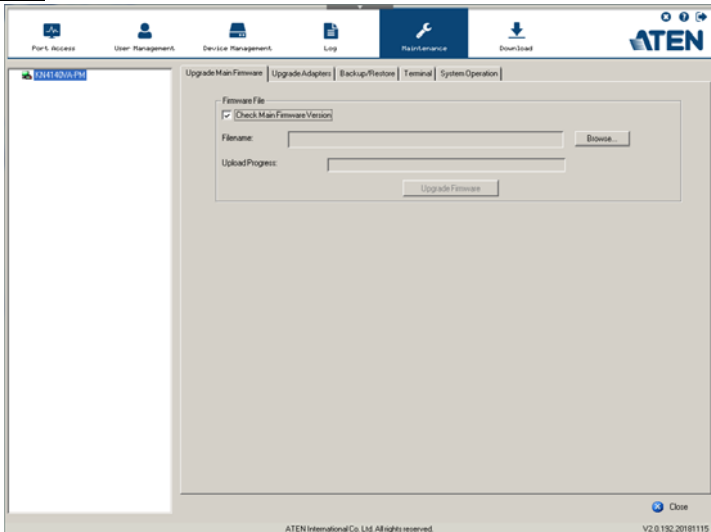 Port Access
User Management
Device Management
Log
Maintenance
Download
ATEN
KN4140VA-PM
Upgrade Main Firmware
Upgrade Adapters
Backup/Restore
Terminal
System Operation
Firmware File
Check Main Firmware Version
Filename:
Browse...
Upload Progress:
Upgrade Firmware
Close
ATEN International Co. Ltd. All rights reserved.
V2.0.192.20181115